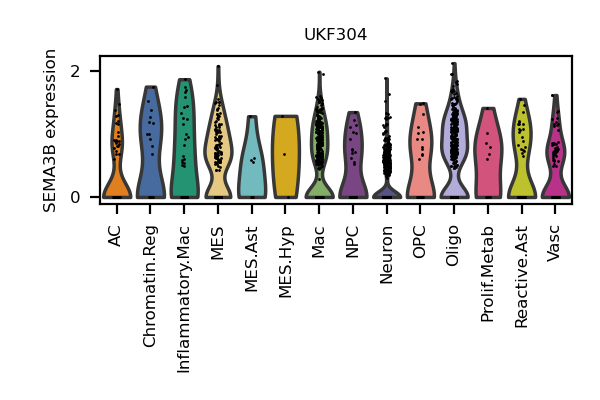 UKF304
SEMA3B expression
2
0
AC
Chromatin.Reg
Inflammatory.Mac
MES
MES.Ast
MES.Hyp
Mac
NPC
Neuron
OPC
Oligo
Prolif.Metab
Reactive.Ast
Vasc